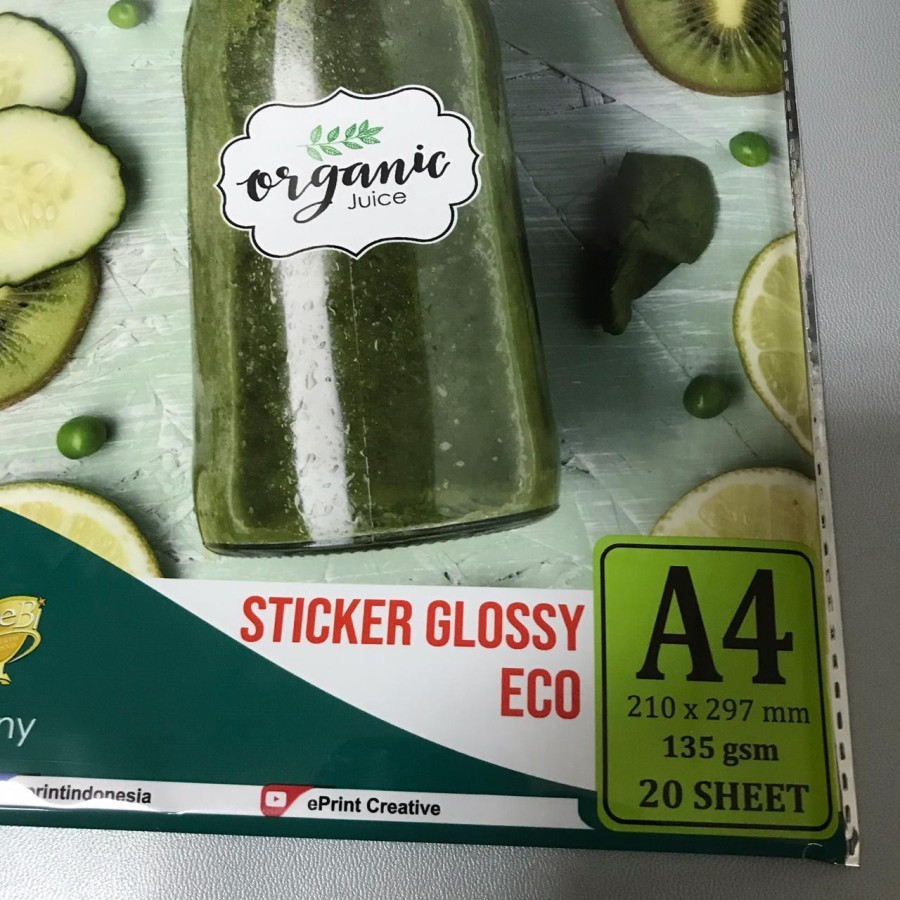 organic
Juice
STICKER GLOSSY
ECO
A4
210 x 297 mm
135 gsm
20 SHEET
ePrint Creative